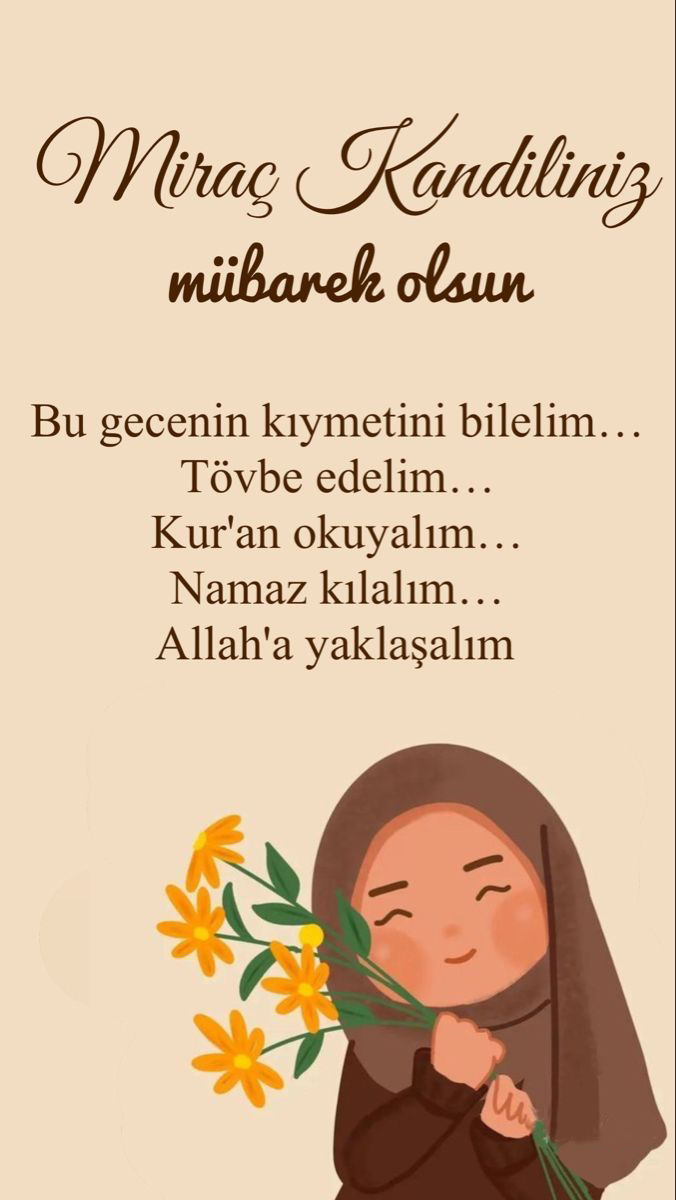 Miraç Kandiliniz
mübarek olsun
Bu gecenin kıymetini bilelim...
Tövbe edelim...
Kur'an okuyalım...
Namaz kılalım...
Allah'a yaklaşalım